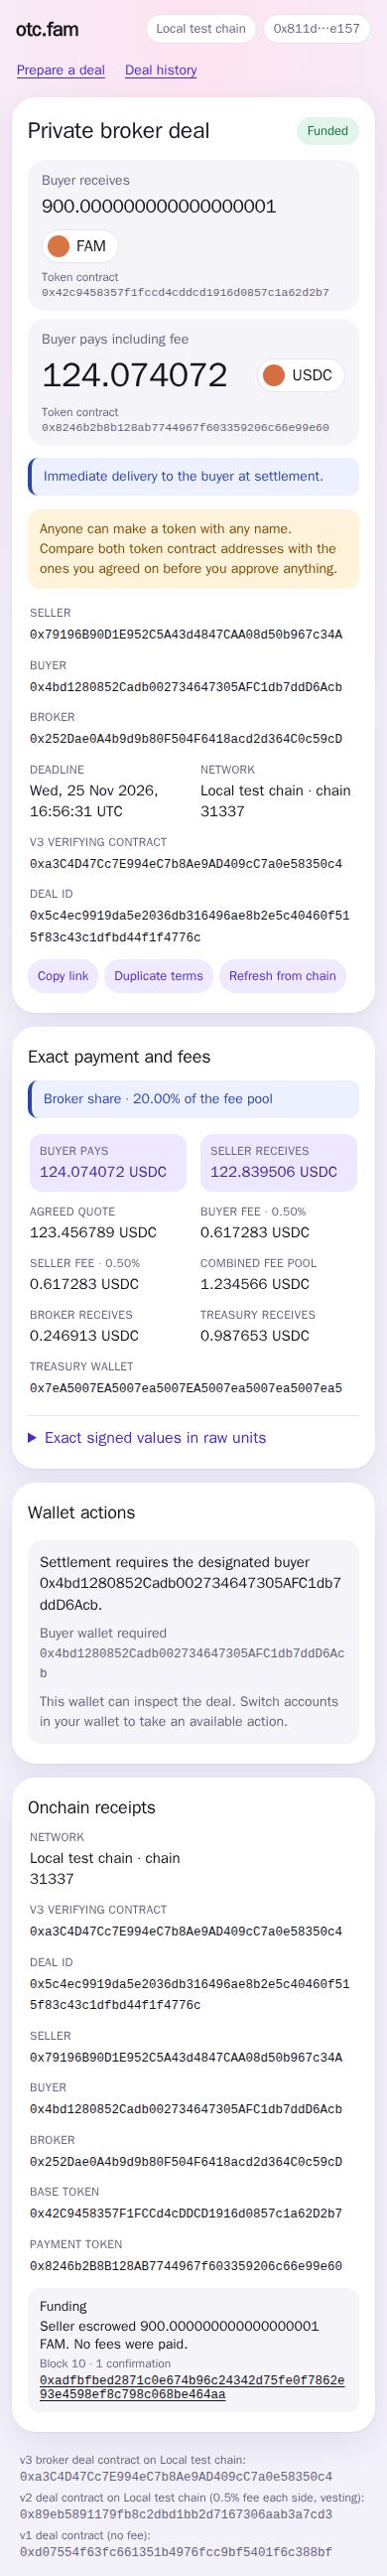 otc.fam
Local test chain
0x811d···e157
Prepare a deal
Deal history
Private broker deal
Funded
Buyer receives
900.000000000000000001
FAM
Token contract
0x42c9458357f1fccd4cddcd1916d0857c1a62d2b7
Buyer pays including fee
124.074072
USDC
Token contract
0x8246b2b8b128ab7744967f603359206c66e99e60
Immediate delivery to the buyer at settlement.
Anyone can make a token with any name.
Compare both token contract addresses with the
ones you agreed on before you approve anything.
SELLER
0x79196B90D1E952C5A43d4847CAA08d50b967c34A
BUYER
0x4bd1280852Cadb002734647305AFC1db7ddD6Acb
BROKER
0x252Dae0A4b9d9b80F504F6418acd2d364C0c59cD
DEADLINE
Wed, 25 Nov 2026,
16:56:31 UTC
NETWORK
Local test chain · chain
31337
V3 VERIFYING CONTRACT
0xa3C4D47Cc7E994eC7b8Ae9AD409cC7a0e58350c4
DEAL ID
0x5c4ec9919da5e2036db316496ae8b2e5c40460f51
5f83c43c1dfbd44f1f4776c
Copy link
Duplicate terms
Refresh from chain
Exact payment and fees
Broker share · 20.00% of the fee pool
BUYER PAYS
124.074072 USDC
SELLER RECEIVES
122.839506 USDC
AGREED QUOTE
123.456789 USDC
BUYER FEE · 0.50%
0.617283 USDC
SELLER FEE · 0.50%
0.617283 USDC
COMBINED FEE POOL
1.234566 USDC
BROKER RECEIVES
0.246913 USDC
TREASURY RECEIVES
0.987653 USDC
TREASURY WALLET
0x7eA5007EA5007ea5007EA5007ea5007ea5007ea5
Exact signed values in raw units
Wallet actions
Settlement requires the designated buyer
0x4bd1280852Cadb002734647305AFC1db7
ddD6Acb.
Buyer wallet required
0x4bd1280852Cadb002734647305AFC1db7ddD6Ac
b
This wallet can inspect the deal. Switch accounts
in your wallet to take an available action.
Onchain receipts
NETWORK
Local test chain · chain
31337
V3 VERIFYING CONTRACT
0xa3C4D47Cc7E994eC7b8Ae9AD409cC7a0e58350c4
DEAL ID
0x5c4ec9919da5e2036db316496ae8b2e5c40460f51
5f83c43c1dfbd44f1f4776c
SELLER
0x79196B90D1E952C5A43d4847CAA08d50b967c34A
BUYER
0x4bd1280852Cadb002734647305AFC1db7ddD6Acb
BROKER
0x252Dae0A4b9d9b80F504F6418acd2d364C0c59cD
BASE TOKEN
0x42C9458357F1FCCd4cDDCD1916d0857c1a62D2b7
PAYMENT TOKEN
0x8246b2B8B128AB7744967f603359206c66e99e60
Funding
Seller escrowed 900.000000000000000001
FAM. No fees were paid.
Block 10 · 1 confirmation
0xadfbfbed2871c0e674b96c24342d75fe0f7862e
93e4598ef8c798c068be464aa
v3 broker deal contract on Local test chain:
0xa3C4D47Cc7E994eC7b8Ae9AD409cC7a0e58350c4
v2 deal contract on Local test chain (0.5% fee each side, vesting):
0x89eb5891179fb8c2dbd1bb2d7167306aab3a7cd3
v1 deal contract (no fee):
0xd07554f63fc661351b4976fcc9bf5401f6c388bf